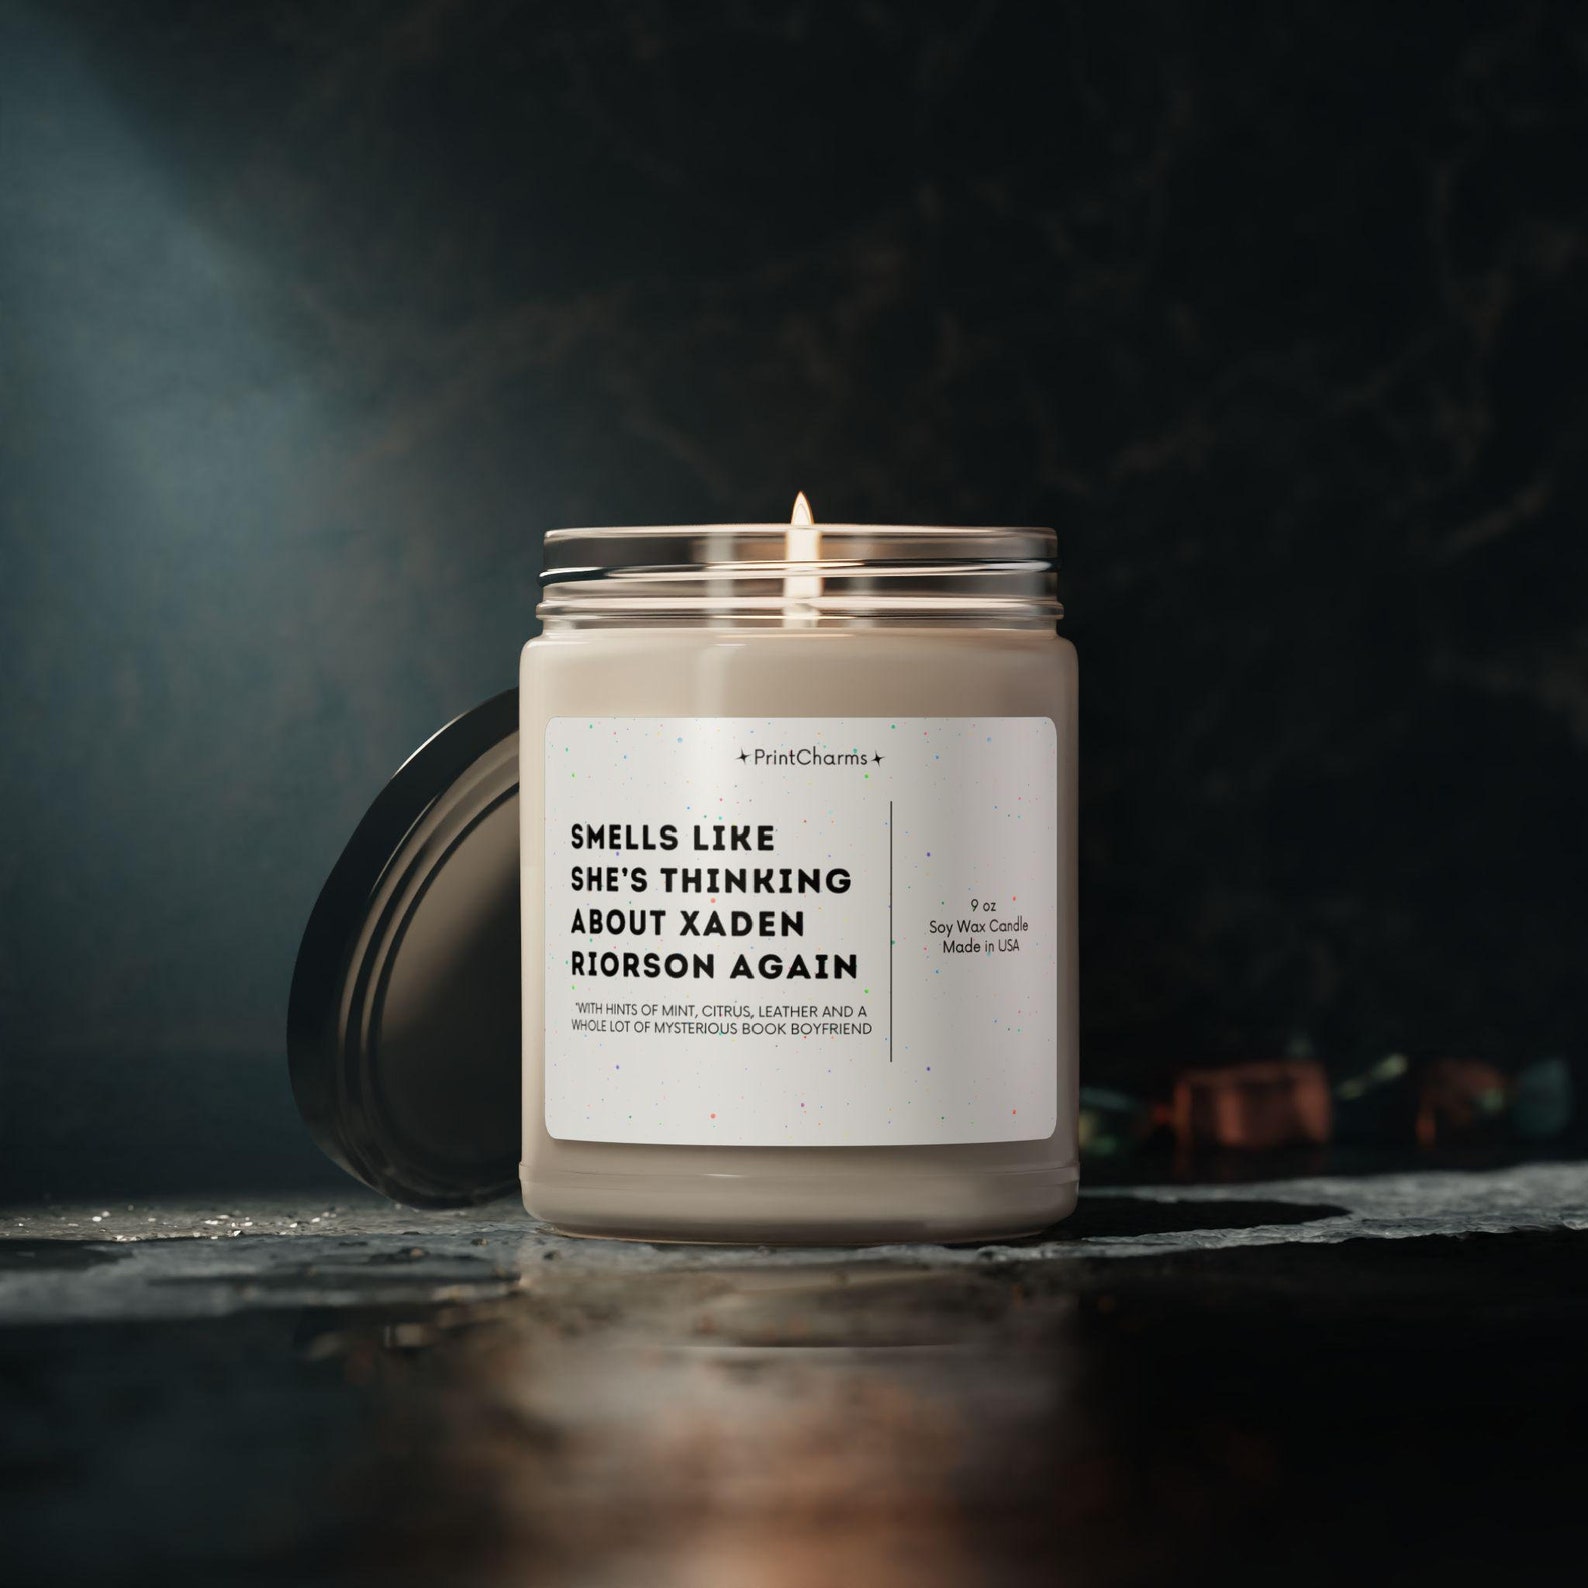 PrintCharms
SMELLS LIKE
SHE'S THINKING
ABOUT XADEN
RIORSON AGAIN
"WITH HINTS OF MINT, CITRUS, LEATHER AND A
WHOLE LOT OF MYSTERIOUS BOOK BOYFRIEND
9 oz
Soy Wax Candle
Made in USA